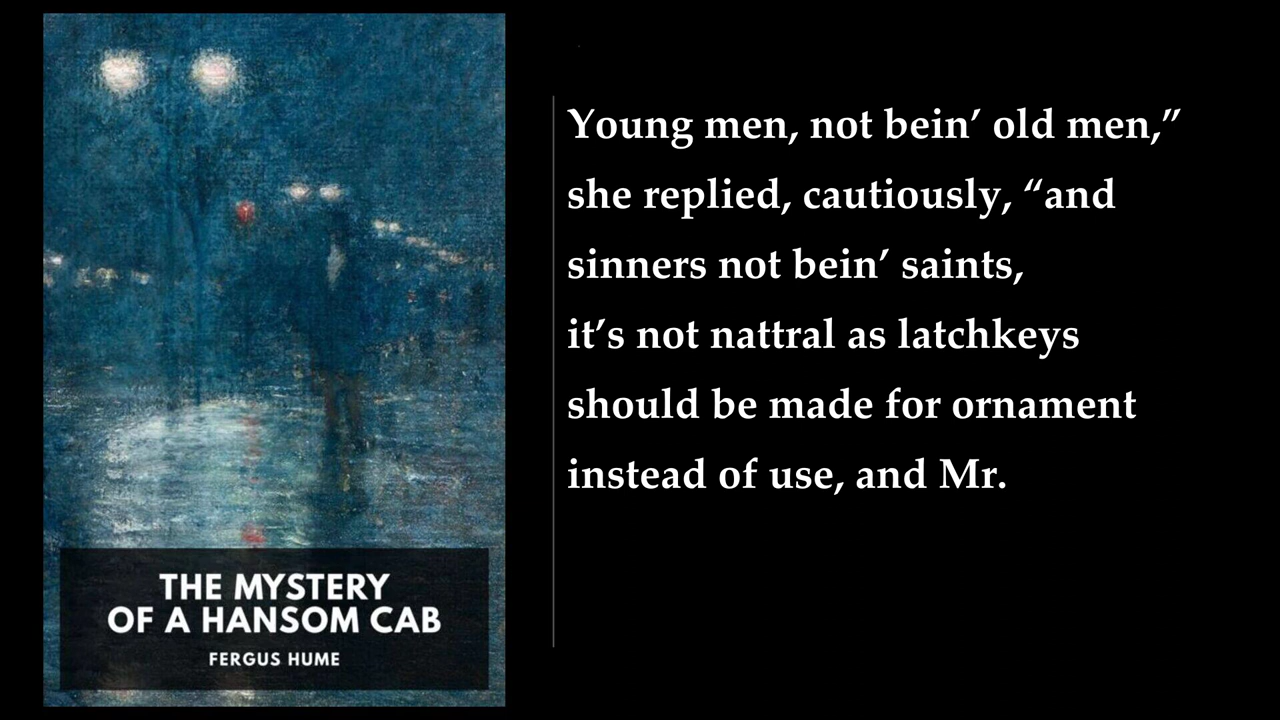 THE MYSTERY
OF A HANSOM CAB
FERGUS HUME
Young men, not bein’ old men,”
she replied, cautiously, “and
sinners not bein’ saints,
it’s not nattral as latchkeys
should be made for ornament
instead of use, and Mr.